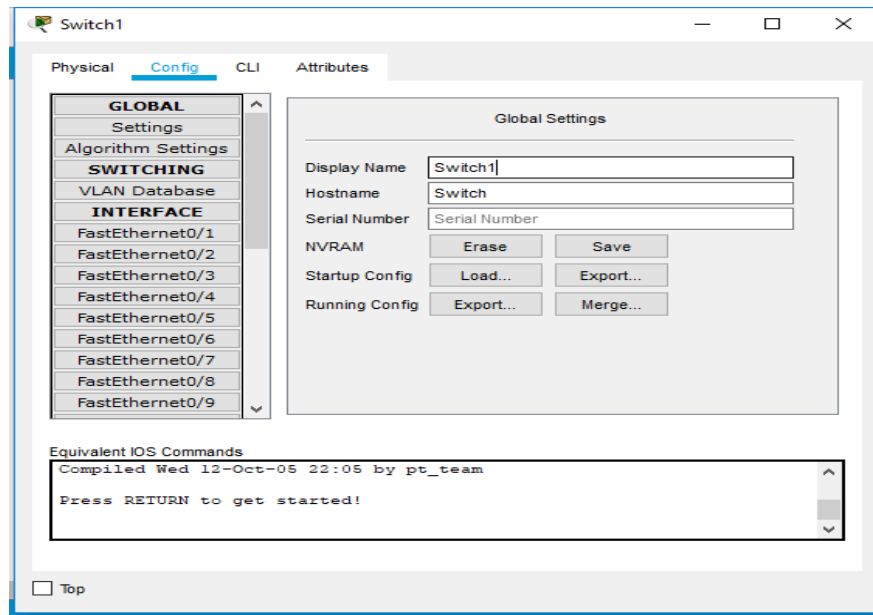 Switch1
Physical Config CLI Attributes
GLOBAL
Settings
Algorithm Settings
SWITCHING
VLAN Database
INTERFACE
FastEthernet0/1
FastEthernet0/2
FastEthernet0/3
FastEthernet0/4
FastEthernet0/5
FastEthernet0/6
FastEthernet0/7
FastEthernet0/8
FastEthernet0/9
Global Settings
Display Name Switch1
Hostname Switch
Serial Number Serial Number
NVRAM Erase Save
Startup Config Load... Export...
Running Config Export... Merge...
Equivalent IOS Commands
Compiled Wed 12-Oct-05 22:05 by pt_team
Press RETURN to get started!
Top